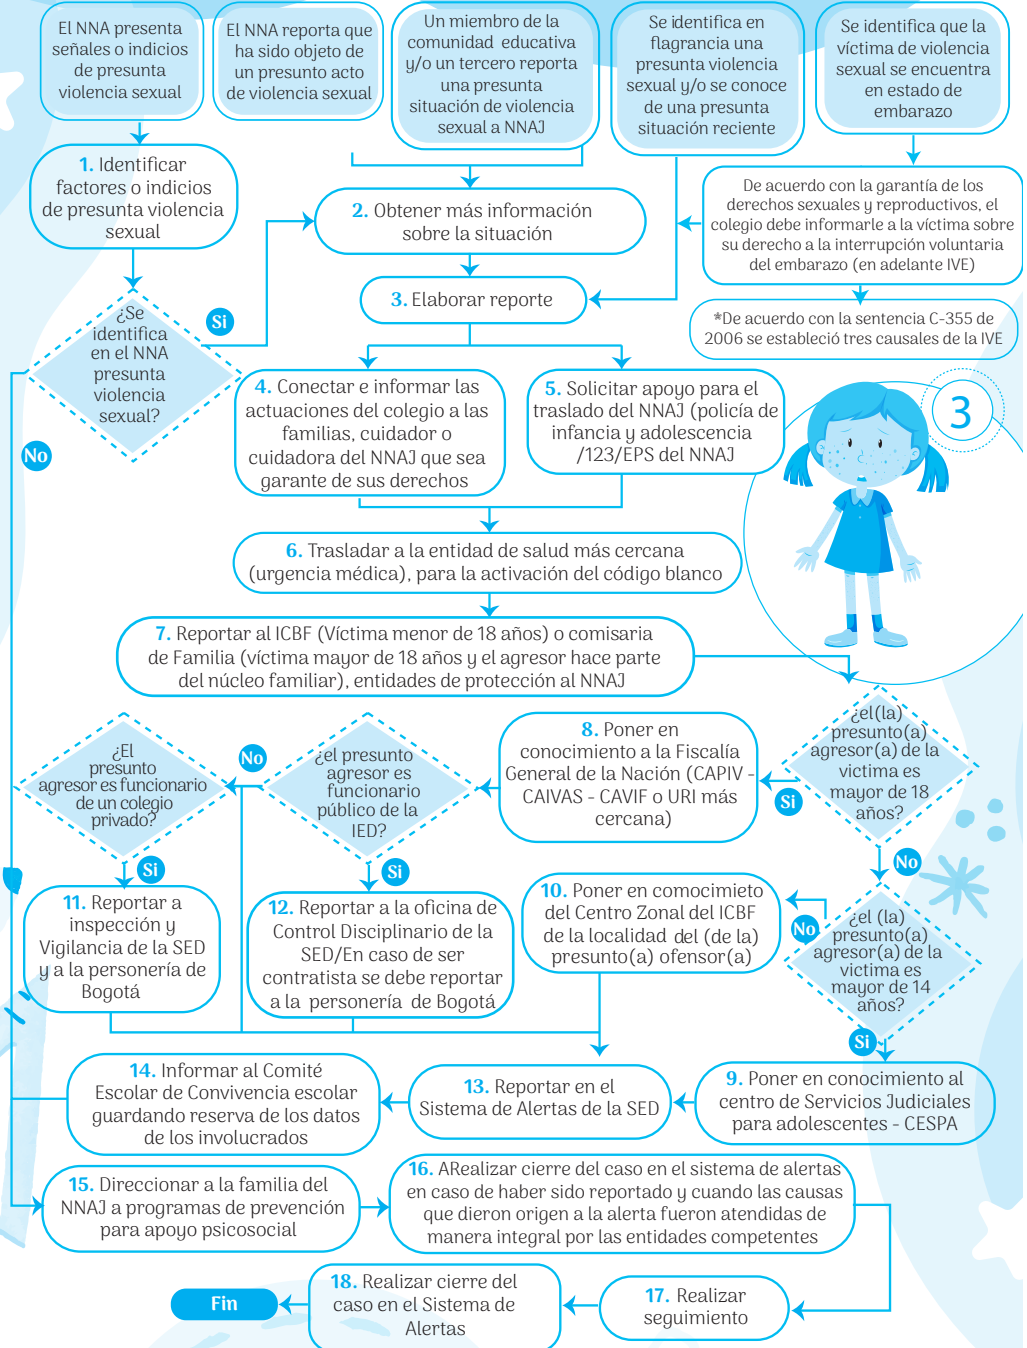 El NNA presenta
señales o indicios
de presunta
violencia sexual
El NNA reporta que
ha sido objeto de
un presunto acto
de violencia sexual
Un miembro de la
comunidad educativa
y/o un tercero reporta
una presunta
situación de violencia
sexual a NNAJ
Se identifica en
flagrancia una
presunta violencia
sexual y/o se conoce
de una presunta
situación reciente
Se identifica que la
víctima de violencia
sexual se encuentra
en estado de
embarazo
1. Identificar
factores o indicios
de presunta violencia
sexual
2. Obtener más información
sobre la situación
De acuerdo con la garantía de los
derechos sexuales y reproductivos, el
colegio debe informarle a la víctima sobre
su derecho a la interrupción voluntaria
del embarazo (en adelante IVE)
3. Elaborar reporte
*De acuerdo con la sentencia C-355 de
2006 se estableció tres causales de la IVE
¿Se
identifica
en el NNA
presunta
violencia
sexual?
Si
No
4. Conectar e informar las
actuaciones del colegio a las
familias, cuidador o
cuidadora del NNAJ que sea
garante de sus derechos
5. Solicitar apoyo para el
traslado del NNAJ (policía de
infancia y adolescencia
/123/EPS del NNAJ
3
6. Trasladar a la entidad de salud más cercana
(urgencia médica), para la activación del código blanco
7. Reportar al ICBF (Víctima menor de 18 años) o comisaria
de Familia (víctima mayor de 18 años y el agresor hace parte
del núcleo familiar), entidades de protección al NNAJ
¿el(la)
presunto(a)
agresor(a) de la
victima es
mayor de 18
años?
Si
No
8. Poner en
conocimiento a la Fiscalía
General de la Nación (CAPIV -
CAIVAS - CAVIF o URI más
cercana)
¿el presunto
agresor es
funcionario
público de la
IED?
No
Si
¿El
presunto
agresor es funcionario
de un colegio
privado?
Si
11. Reportar a
inspección y
Vigilancia de la SED
y a la personería de
Bogotá
12. Reportar a la oficina de
Control Disciplinario de la
SED/En caso de ser
contratista se debe reportar
a la personería de Bogotá
10. Poner en comocimieto
del Centro Zonal del ICBF
de la localidad del (de la)
presunto(a) ofensor(a)
No
¿el (la)
presunto(a)
agresor(a) de la
victima es
mayor de 14
años?
Si
14. Informar al Comité
Escolar de Convivencia escolar
guardando reserva de los datos
de los involucrados
13. Reportar en el
Sistema de Alertas de la SED
9. Poner en conocimiento al
centro de Servicios Judiciales
para adolescentes - CESPA
15. Direccionar a la familia del
NNAJ a programas de prevención
para apoyo psicosocial
16. ARealizar cierre del caso en el sistema de alertas
en caso de haber sido reportado y cuando las causas
que dieron origen a la alerta fueron atendidas de
manera integral por las entidades competentes
Fin
18. Realizar cierre del
caso en el Sistema de
Alertas
17. Realizar
seguimiento